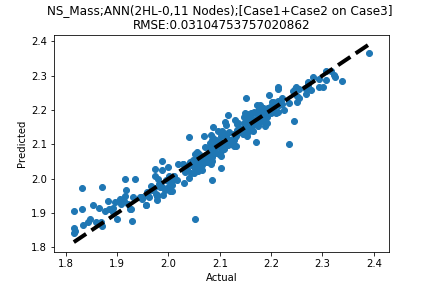 NS_Mass;ANN(2HL-0,11 Nodes);[Case1+Case2 on Case3]
RMSE:0.03104753757020862
2.4
2.3
2.2
2.1
2.0
1.9
1.8
Predicted
1.8 1.9 2.0 2.1 2.2 2.3 2.4
Actual